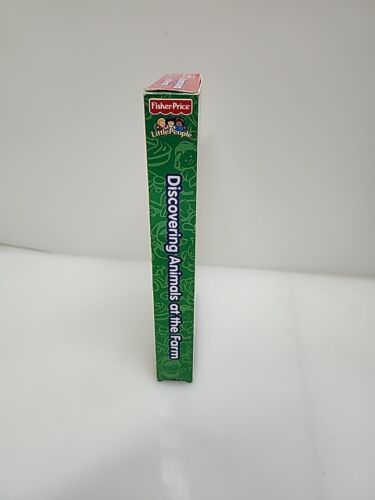 Fisher-Price
Little People
Discovering Animals at the Farm